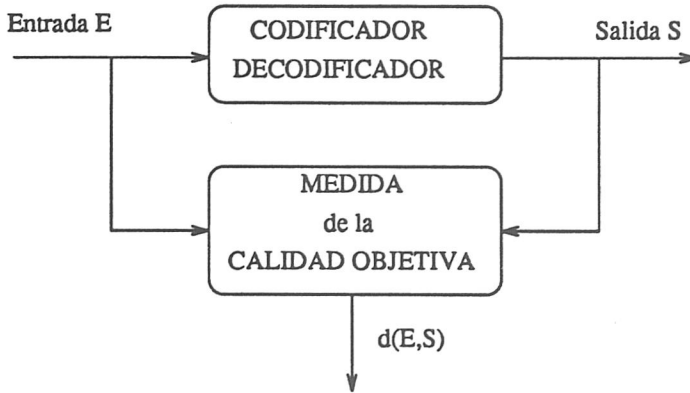 Entrada E
CODIFICADOR
DECODIFICADOR
Salida S
MEDIDA
de la
CALIDAD OBJETIVA
d(E,S)